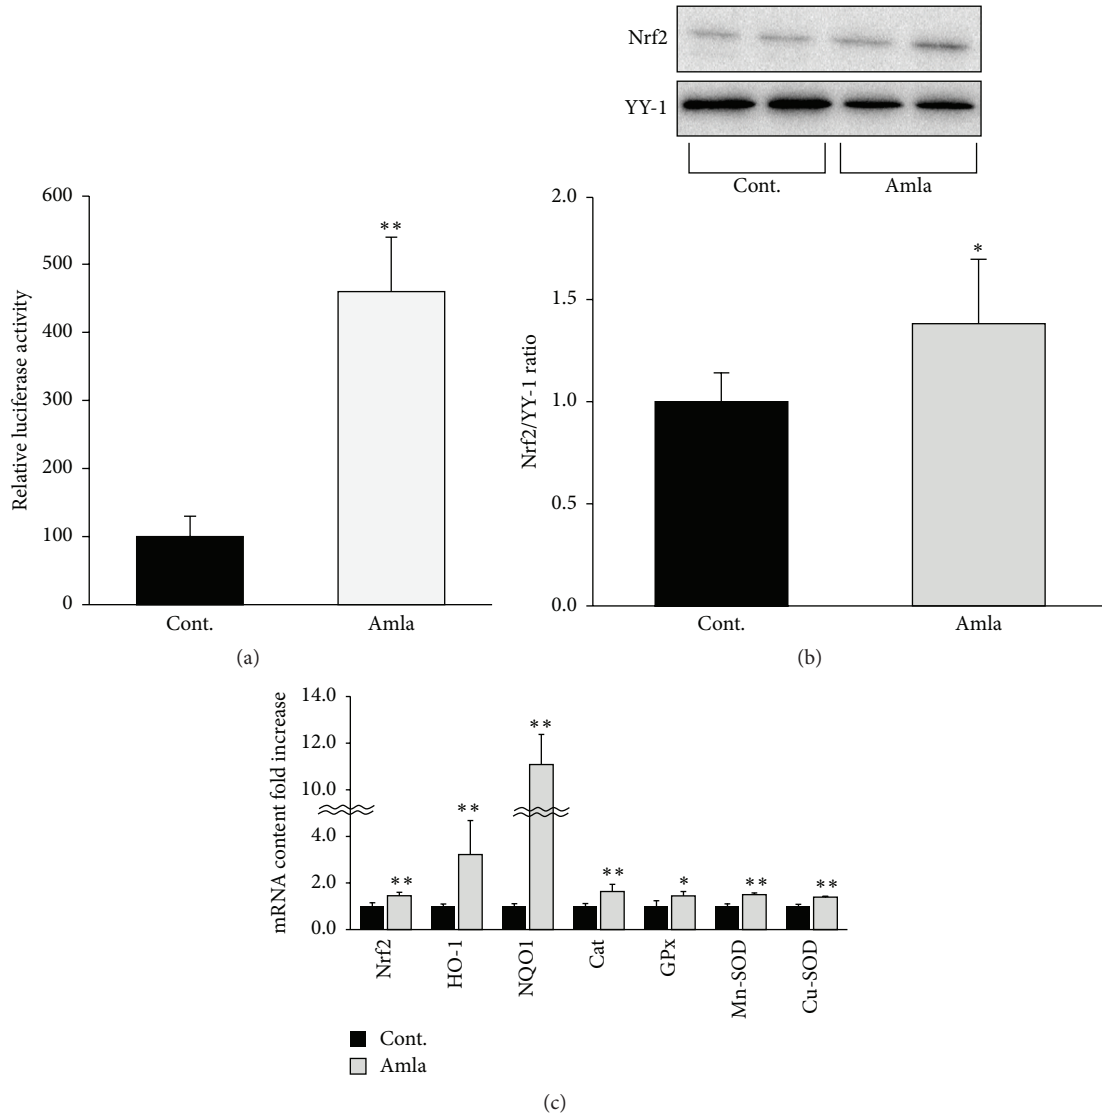 Nrf2
YY-1
Cont. Amla
Relative luciferase activity
600
500
400
300
200
100
0
**
Cont. Amla
(a)
Nrf2/YY-1 ratio
2.0
1.5
1.0
0.5
0.0
*
Cont. Amla
(b)
mRNA content fold increase
14.0
12.0
10.0
4.0
2.0
0.0
** ** ** ** * ** **
Nrf2
HO-1
NQO1
Cat
GPx
Mn-SOD
Cu-SOD
Cont.
Amla
(c)